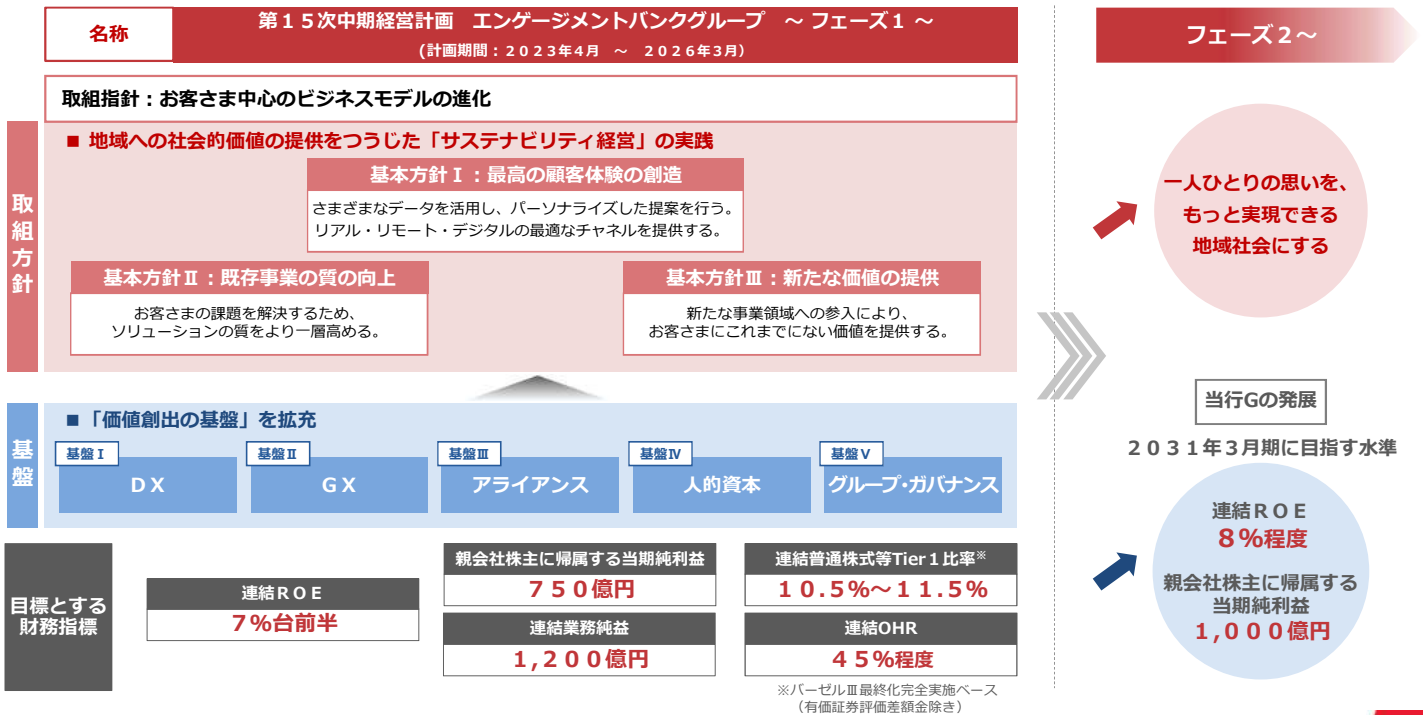 名称
第１５次中期経営計画　エンゲージメントバンクグループ　～ フェーズ１ ～
(計画期間：２０２３年４月　～　２０２６年３月)
フェーズ２～
取組指針：お客さま中心のビジネスモデルの進化
取組方針
■ 地域への社会的価値の提供をつうじた「サステナビリティ経営」の実践
基本方針Ⅰ：最高の顧客体験の創造
さまざまなデータを活用し、パーソナライズした提案を行う。
リアル・リモート・デジタルの最適なチャネルを提供する。
基本方針Ⅱ：既存事業の質の向上
お客さまの課題を解決するため、
ソリューションの質をより一層高める。
基本方針Ⅲ：新たな価値の提供
新たな事業領域への参入により、
お客さまにこれまでにない価値を提供する。
一人ひとりの思いを、
もっと実現できる
地域社会にする
基盤
■「価値創出の基盤」を拡充
基盤Ⅰ
ＤＸ
基盤Ⅱ
ＧＸ
基盤Ⅲ
アライアンス
基盤Ⅳ
人的資本
基盤Ⅴ
グループ・ガバナンス
目標とする
財務指標
連結ＲＯＥ
７％台前半
親会社株主に帰属する当期純利益
７５０億円
連結業務純益
１,２００億円
連結普通株式等Tier１比率※
１０.５％～１１.５％
連結OHR
４５％程度
※バーゼルⅢ最終化完全実施ベース
（有価証券評価差額金除き）
当行Gの発展
２０３１年３月期に目指す水準
連結ＲＯＥ
８％程度
親会社株主に帰属する
当期純利益
１,０００億円